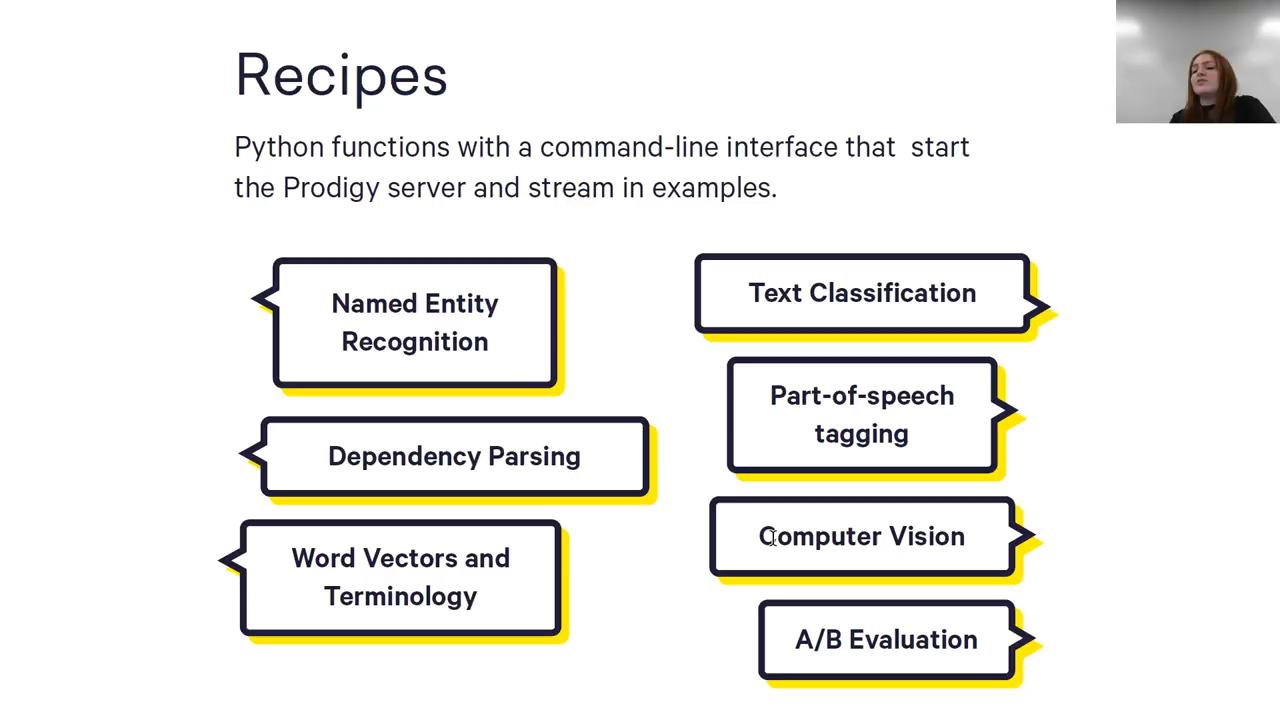 Recipes
Python functions with a command-line interface that start
the Prodigy server and stream in examples.
Named Entity
Recognition
Dependency Parsing
Word Vectors and
Terminology
Text Classification
Part-of-speech
tagging
Computer Vision
A/B Evaluation